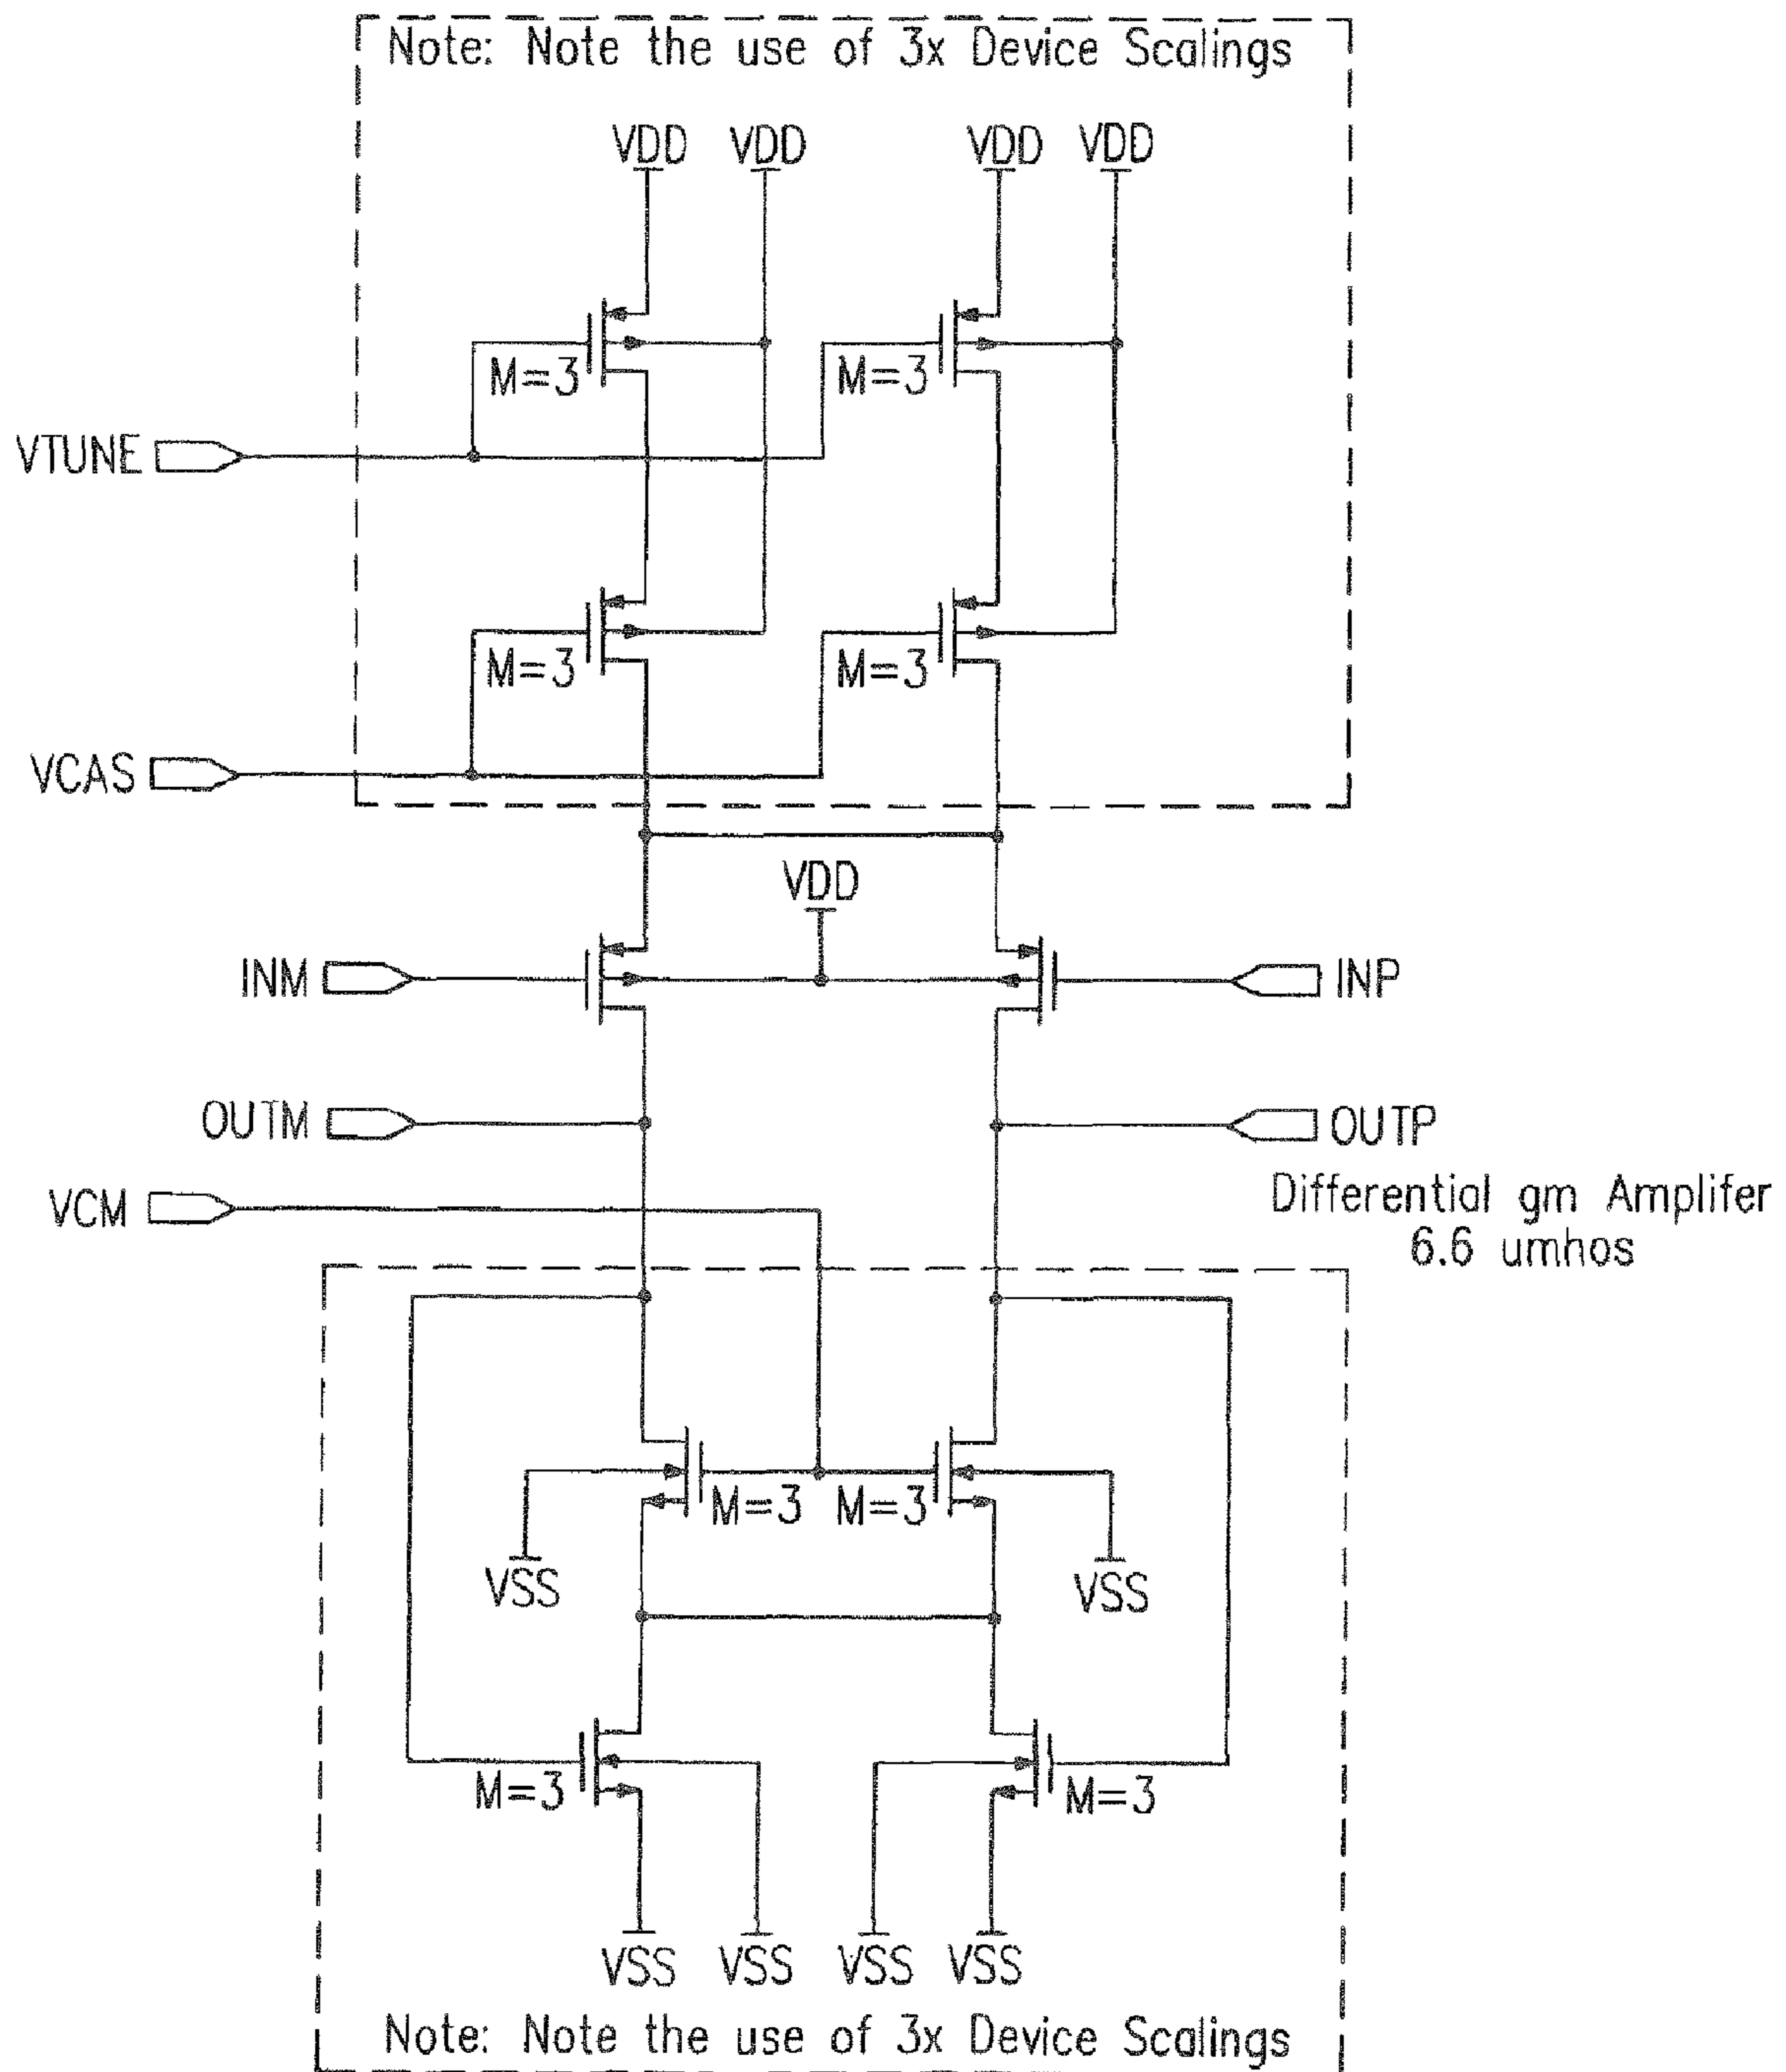 Note: Note the use of 3x Device Scalings
VDD VDD VDD VDD
M=3 M=3
VTUNE
M=3 M=3
VCAS
VDD
INM INP
OUTM OUTP
VCM
Differential gm Amplifer
6.6 umhos
M=3 M=3
VSS VSS
M=3 M=3
VSS VSS VSS VSS
Note: Note the use of 3x Device Scalings